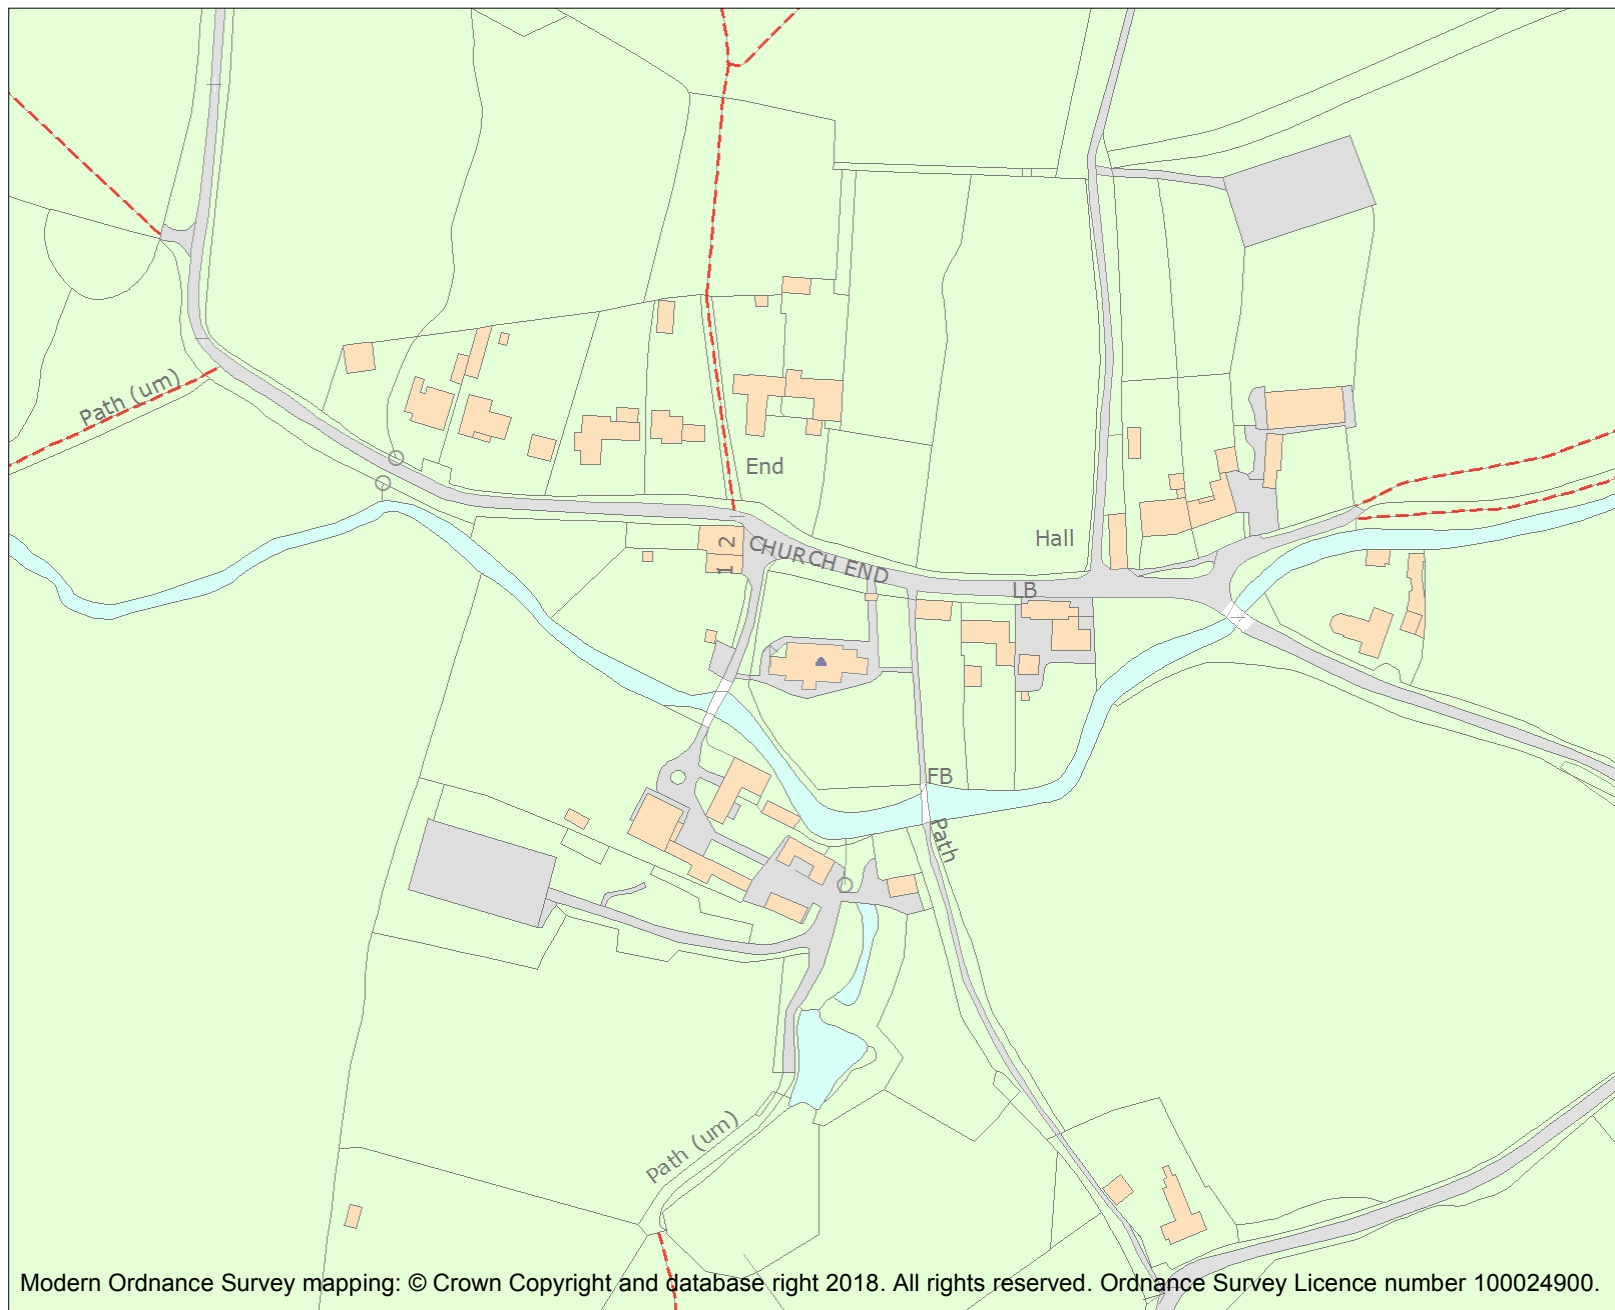 Path (um)
End
2
1
CHURCH END
Hall
LB
FB
Path
Path (um)
Modern Ordnance Survey mapping: © Crown Copyright and database right 2018. All rights reserved. Ordnance Survey Licence number 100024900.